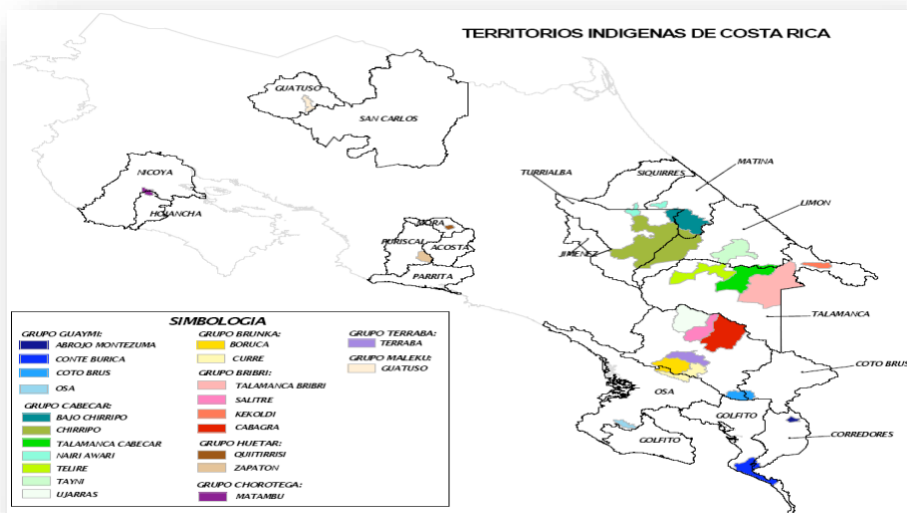 TERRITORIOS INDIGENAS DE COSTA RICA
GUATUSO
SAN CARLOS
MATINA
TURRIALBA
SIQUIRRES
NICOYA
LIMON
HOJANCHA
MORA
PURISCAL
ACOSTA
JIMENEZ
PARRITA
TALAMANCA
COTO BRUS
OSA
GOLFITO
GOLFITO
CORREDORES
SIMBOLOGIA
GRUPO GUAYMI:
ABROJO MONTEZUMA
CONTE BURICA
COTO BRUS
OSA
GRUPO CABECAR:
BAJO CHIRRIPO
CHIRRIPO
TALAMANCA CABECAR
NAIRI AWARI
TELIRE
TAYNI
UJARRAS
GRUPO BRUNKA:
BORUCA
CURRE
GRUPO BRIBRI:
TALAMANCA BRIBRI
SALITRE
KEKOLDI
CABAGRA
GRUPO HUETAR:
QUITIRRISI
ZAPATON
GRUPO CHOROTEGA:
MATAMBU
GRUPO TERRABA:
TERRABA
GRUPO MALEKU:
GUATUSO